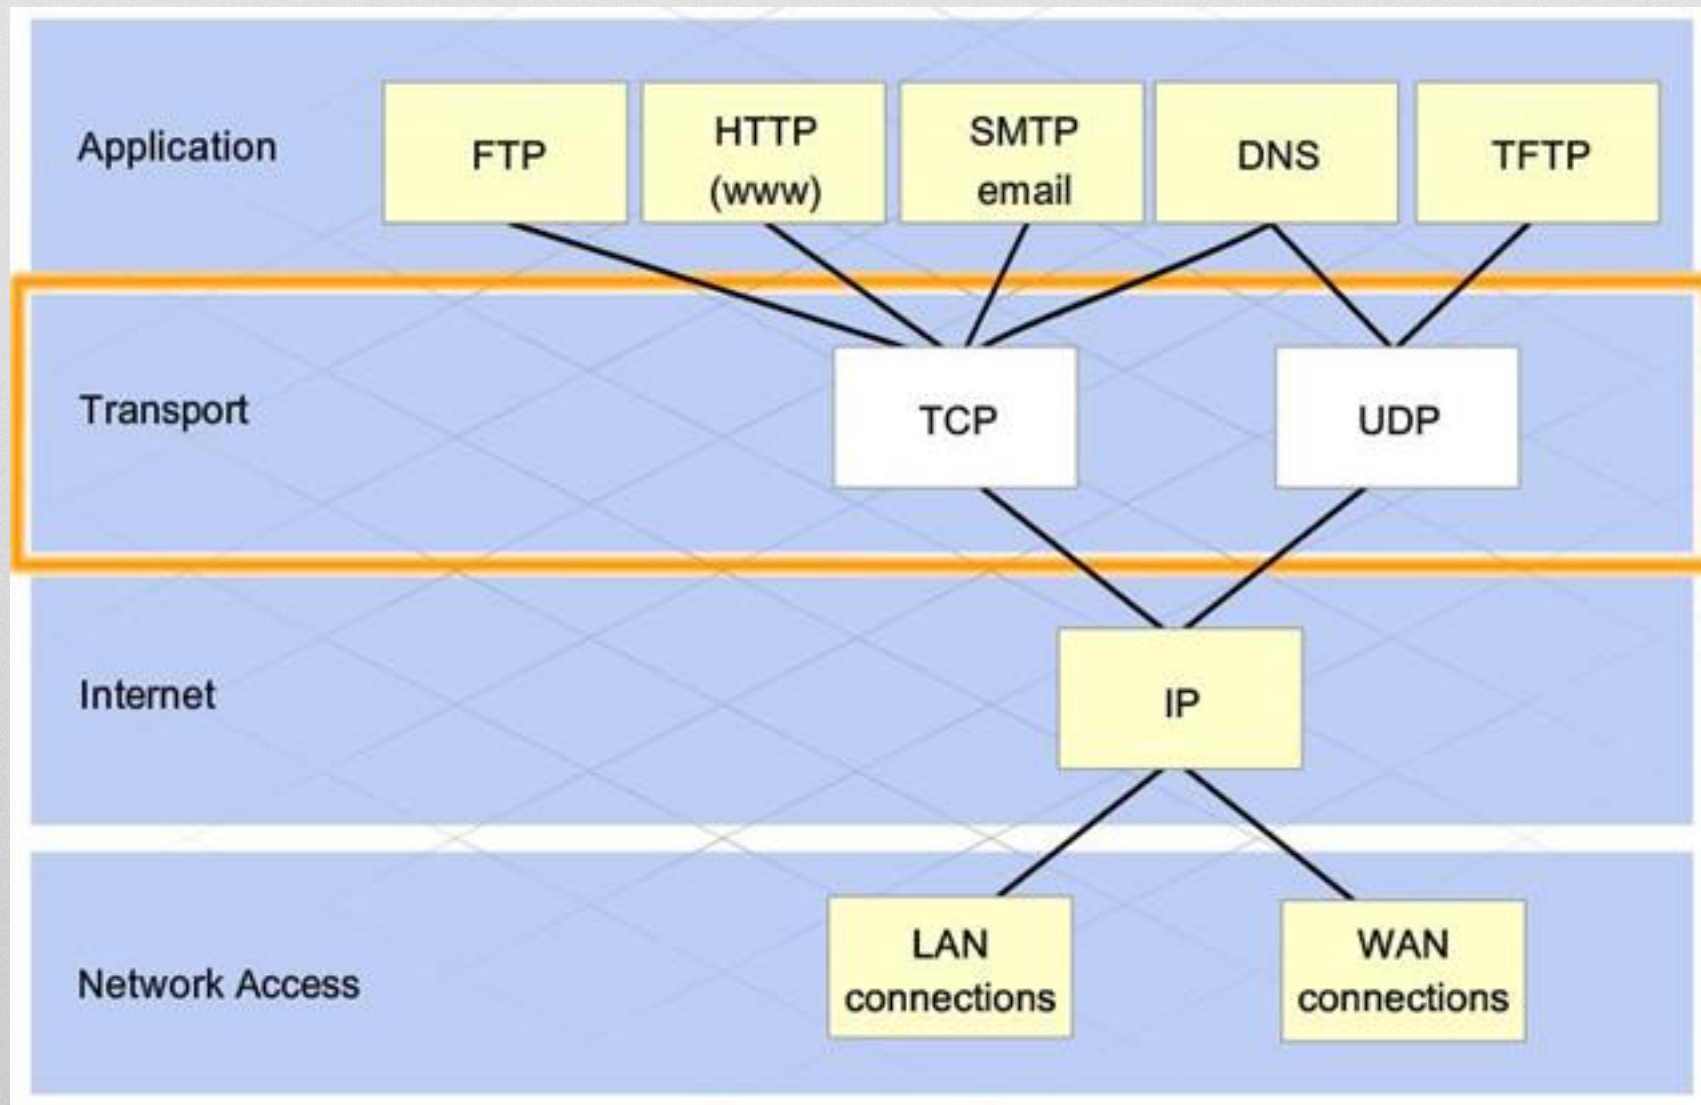 Application
FTP
HTTP
(www)
SMTP
email
DNS
TFTP
Transport
TCP
UDP
Internet
IP
Network Access
LAN
connections
WAN
connections